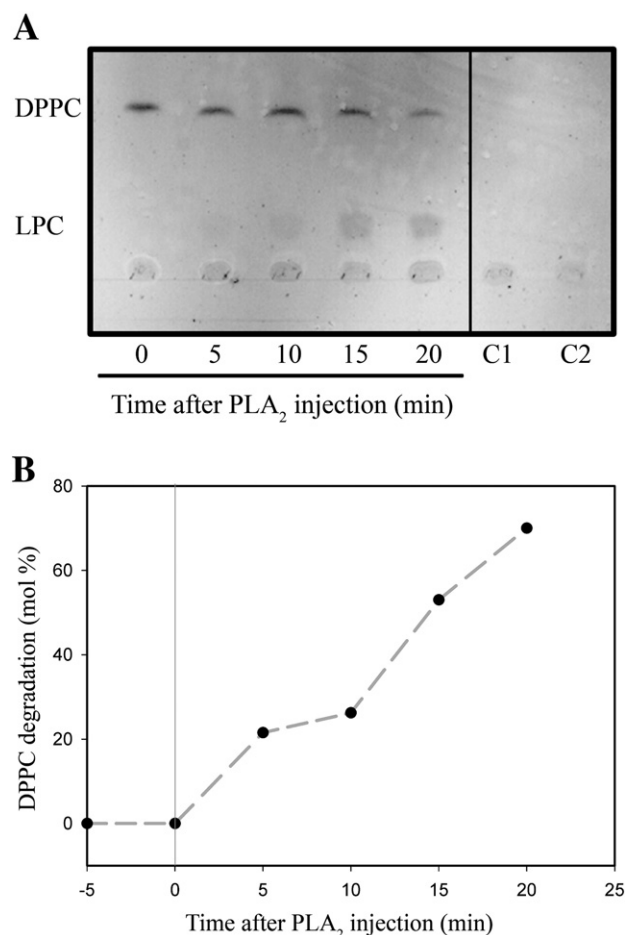 A
DPPC
LPC
0 5 10 15 20 C1 C2
Time after PLA₂ injection (min)
B
80
60
40
20
0
DPPC degradation (mol %)
-5 0 5 10 15 20 25
Time after PLA₂ injection (min)